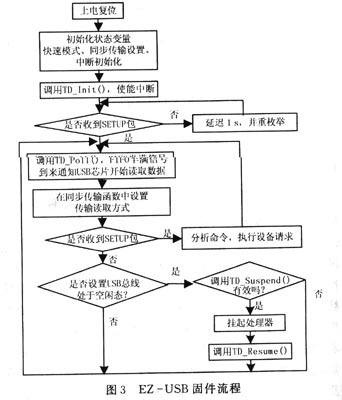 上电复位
初始化状态变量
快速模式、同步传输设置、
中断初始化
调用TD_Init(), 使能中断
否
是否收到SETUP包
延迟1s, 并重枚举
是
调用TD_Poll(), FIFO半满信号
到来通知USB芯片开始读取数据
在同步传输函数中设置
传输读取方式
是否收到SETUP包
是
分析命令, 执行设备请求
否
是否设置USB总线
处于空闲态?
是
调用TD_Suspend()
有效吗?
否
否
是
挂起处理器
调用TD_Resume()
图3 EZ-USB固件流程